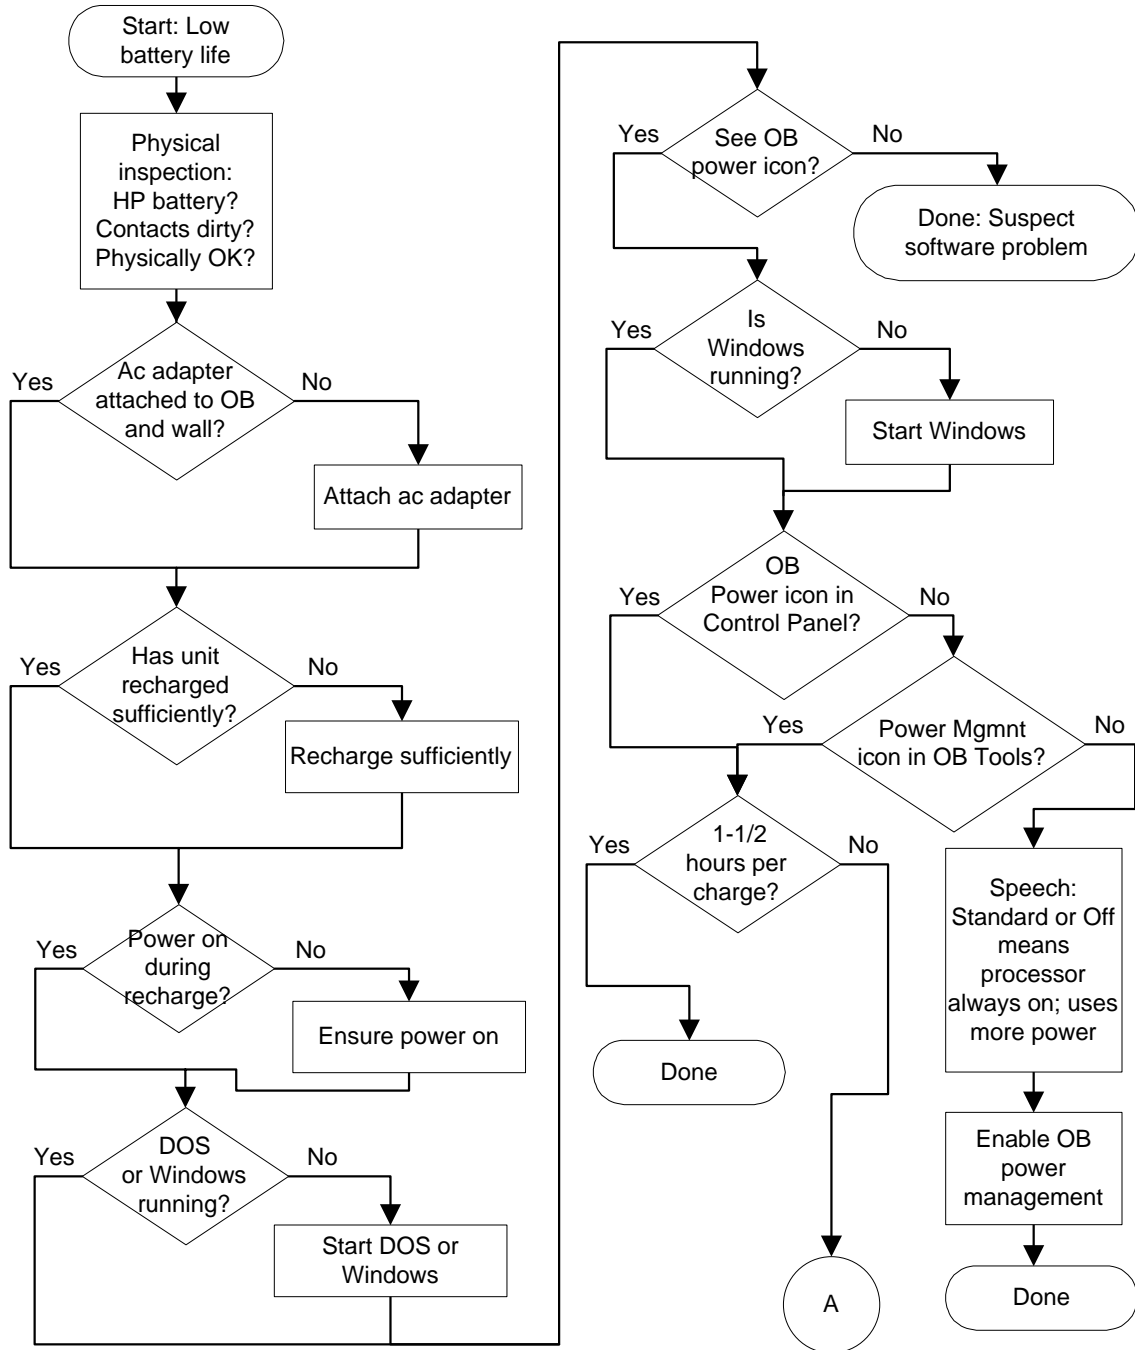 Start: Low
battery life
Physical
inspection:
HP battery?
Contacts dirty?
Physically OK?
Yes
Ac adapter
attached to OB
and wall?
No
Attach ac adapter
Yes
Has unit
recharged
sufficiently?
No
Recharge sufficiently
Yes
Power on
during
recharge?
No
Ensure power on
Yes
DOS
or Windows
running?
No
Start DOS or
Windows
Yes
See OB
power icon?
No
Done: Suspect
software problem
Yes
Is
Windows
running?
No
Start Windows
Yes
OB
Power icon in
Control Panel?
No
Yes
Power Mgmnt
icon in OB Tools?
No
Yes
1-1/2
hours per
charge?
No
Speech:
Standard or Off
means
processor
always on; uses
more power
Done
Enable OB
power
management
A
Done